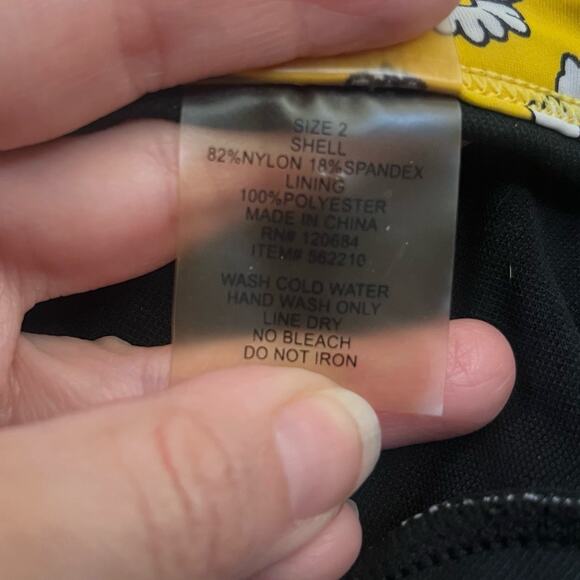 SIZE 2
SHELL
82%NYLON 18%SPANDEX
LINING
100%POLYESTER
MADE IN CHINA
RN# 120684
ITEM# 562210
WASH COLD WATER
HAND WASH ONLY
LINE DRY
NO BLEACH
DO NOT IRON